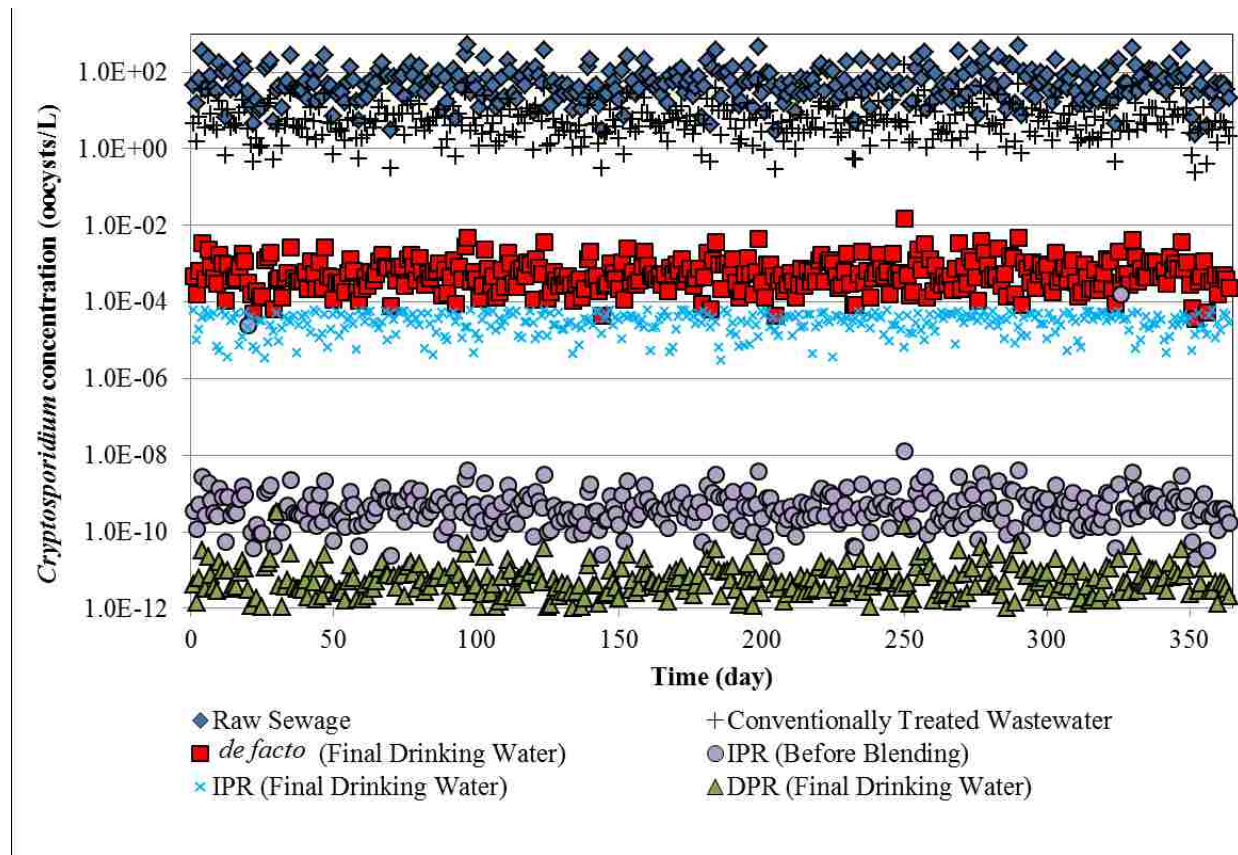 Cryptosporidium concentration (oocysts/L)
1.0E+02
1.0E+00
1.0E-02
1.0E-04
1.0E-06
1.0E-08
1.0E-10
1.0E-12
0 50 100 150 200 250 300 350
Time (day)
Raw Sewage
Conventionally Treated Wastewater
de facto (Final Drinking Water)
IPR (Before Blending)
IPR (Final Drinking Water)
DPR (Final Drinking Water)